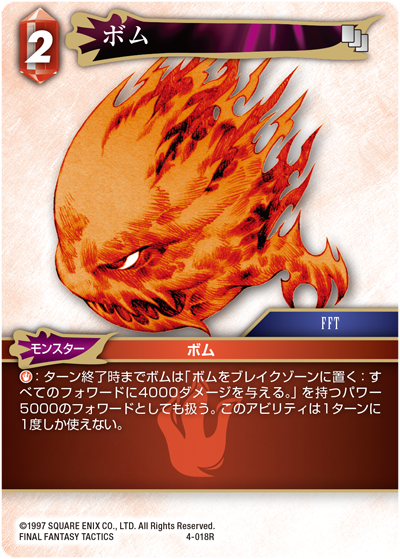 2
ボム
FFT
モンスター
ボム
：ターン終了時までボムは「ボムをブレイクゾーンに置く：す
べてのフォワードに4000ダメージを与える。」を持つパワー
5000のフォワードとしても扱う。このアビリティは1ターンに
1度しか使えない。
©1997 SQUARE ENIX CO., LTD. All Rights Reserved.
FINAL FANTASY TACTICS
4-018R